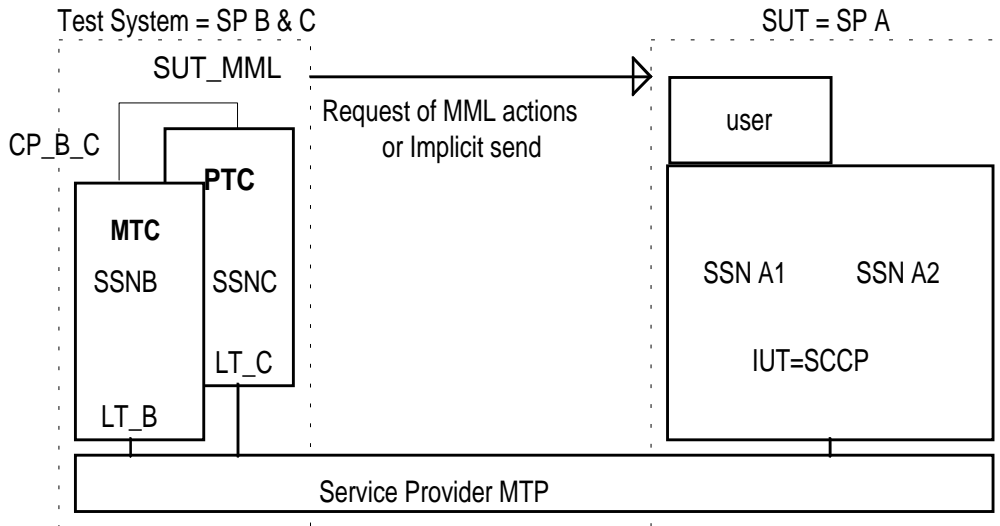 Test System = SP B & C
SUT = SP A
SUT_MML
Request of MML actions
or Implicit send
user
CP_B_C
PTC
MTC
SSNB
SSNC
SSN A1
SSN A2
LT_C
IUT=SCCP
LT_B
Service Provider MTP